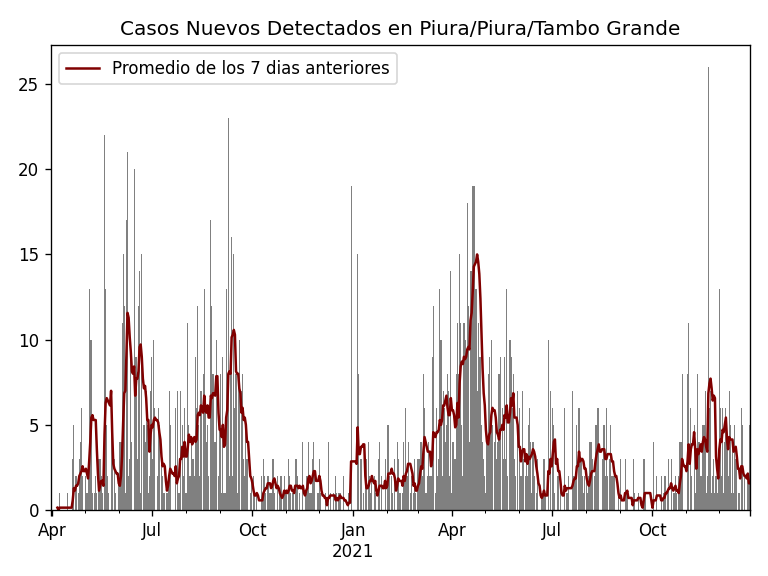 Casos Nuevos Detectados en Piura/Piura/Tambo Grande
Promedio de los 7 dias anteriores
25
20
15
10
5
0
Apr Jul Oct Jan Apr Jul Oct
2021